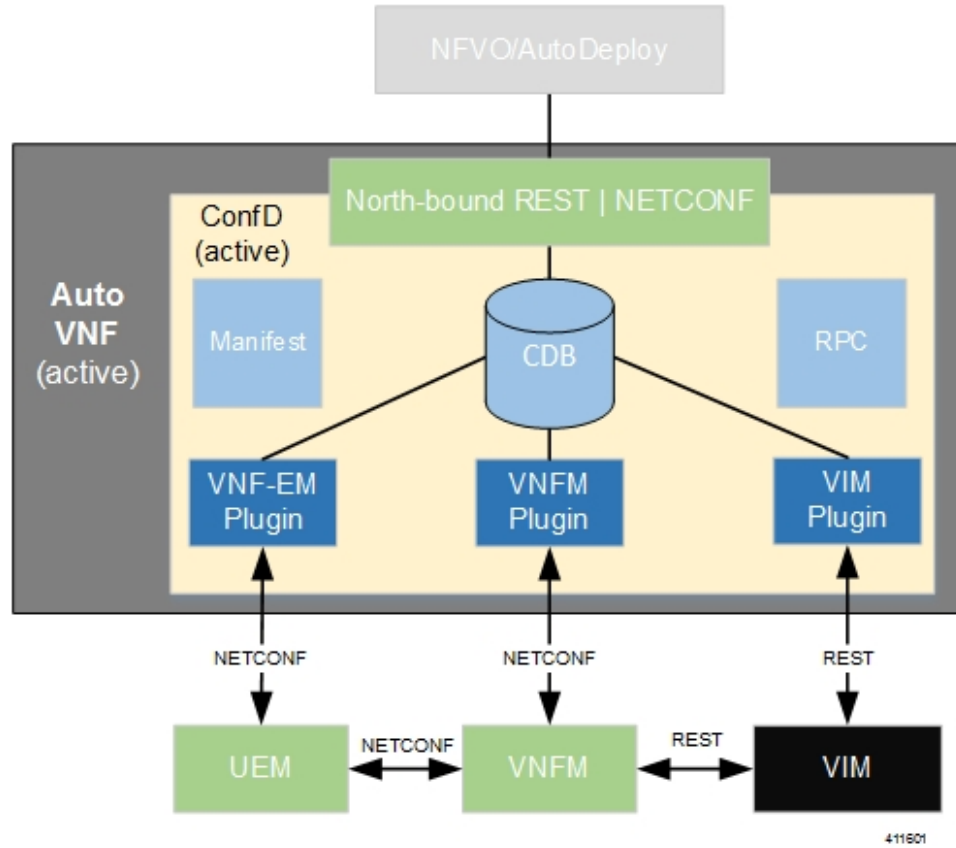 NFVO/AutoDeploy
North-bound REST | NETCONF
ConfD
(active)
Auto
VNF
(active)
Manifest
CDB
RPC
VNF-EM
Plugin
VNFM
Plugin
VIM
Plugin
NETCONF
NETCONF
REST
UEM
NETCONF
VNFM
REST
VIM
411601